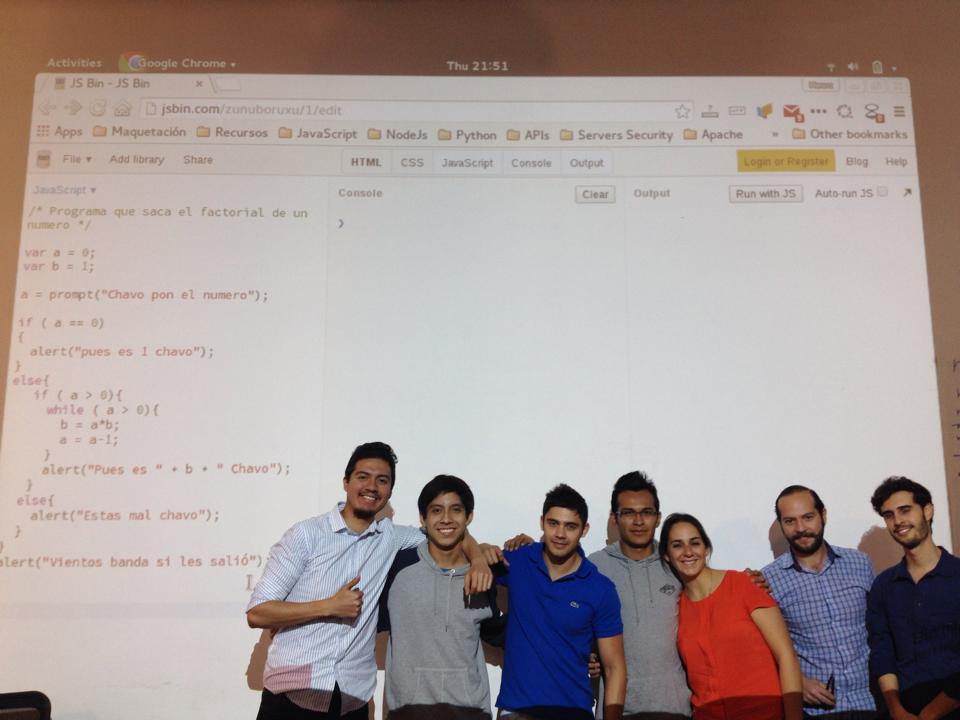 Activities Google Chrome Thu 21:51
JS Bin - JS Bin
jsbin.com/zunuboruxu/1/edit
Apps Maquetación Recursos JavaScript NodeJs Python APIs Servers Security Apache » Other bookmarks
File Add library Share HTML CSS JavaScript Console Output Login or Register Blog Help
JavaScript Console Clear Output Run with JS Auto-run JS
/* Programa que saca el factorial de un
numero */
var a = 0;
var b = 1;
a = prompt("Chavo pon el numero");
if ( a == 0)
{
alert("pues es 1 chavo");
}
else{
if ( a > 0){
while ( a > 0){
b = a*b;
a = a-1;
}
alert("Pues es " + b + " Chavo");
}
else{
alert("Estas mal chavo");
}
}
alert("Vientos banda si les salió")